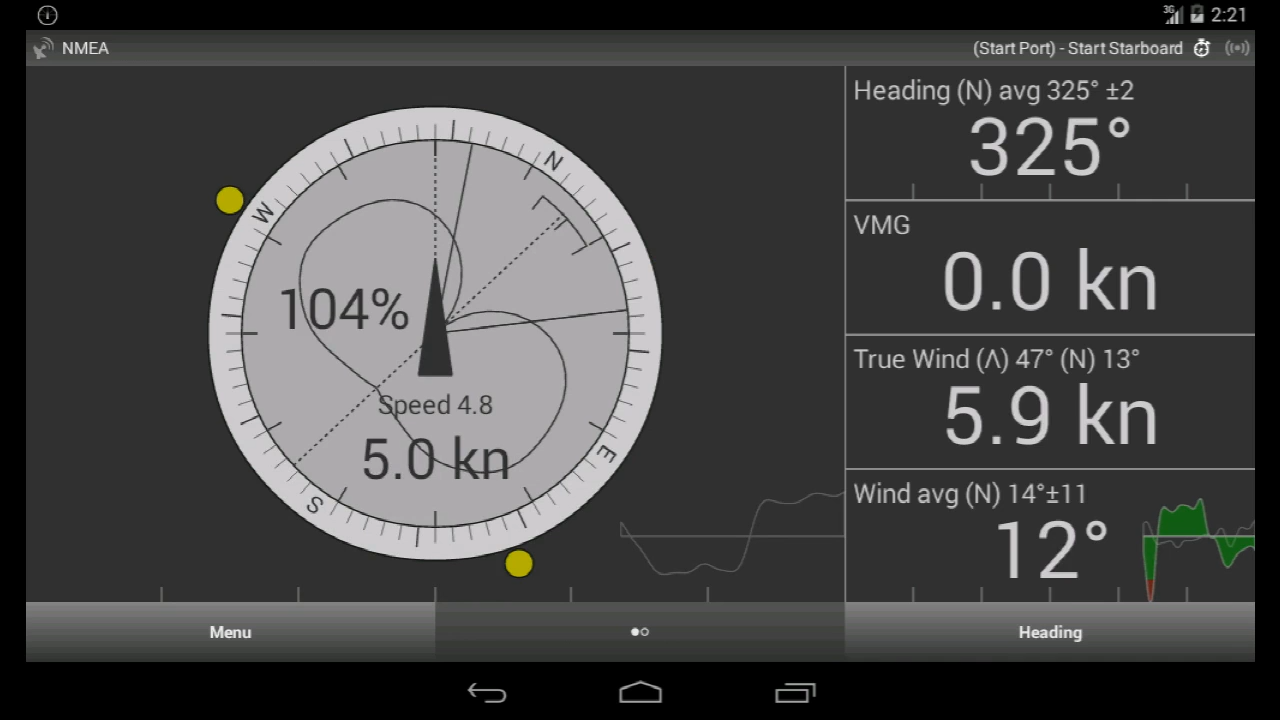 3G 2:21
NMEA (Start Port) - Start Starboard
N
W
E
S
104%
Speed 4.8
5.0 kn
Heading (N) avg 325° ±2
325°
VMG
0.0 kn
True Wind (Λ) 47° (N) 13°
5.9 kn
Wind avg (N) 14°±11
12°
Menu
Heading